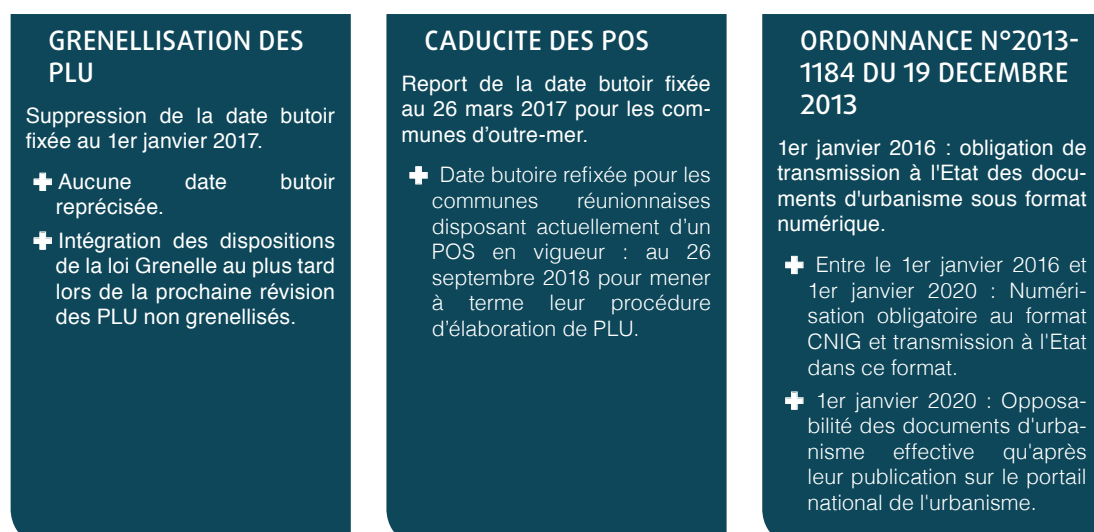 GRENELLISATION DES
PLU
Suppression de la date butoir
fixée au 1er janvier 2017.
Aucune date butoir
reprécisée.
Intégration des dispositions
de la loi Grenelle au plus tard
lors de la prochaine révision
des PLU non grenellisés.
CADUCITE DES POS
Report de la date butoir fixée
au 26 mars 2017 pour les com-
munes d'outre-mer.
Date butoire refixée pour les
communes réunionnaises
disposant actuellement d'un
POS en vigueur : au 26
septembre 2018 pour mener
à terme leur procédure
d'élaboration de PLU.
ORDONNANCE N°2013-
1184 DU 19 DECEMBRE
2013
1er janvier 2016 : obligation de
transmission à l'Etat des docu-
ments d'urbanisme sous format
numérique.
Entre le 1er janvier 2016 et
1er janvier 2020 : Numéri-
sation obligatoire au format
CNIG et transmission à l'Etat
dans ce format.
1er janvier 2020 : Opposa-
bilité des documents d'urba-
nisme effective qu'après
leur publication sur le portail
national de l'urbanisme.